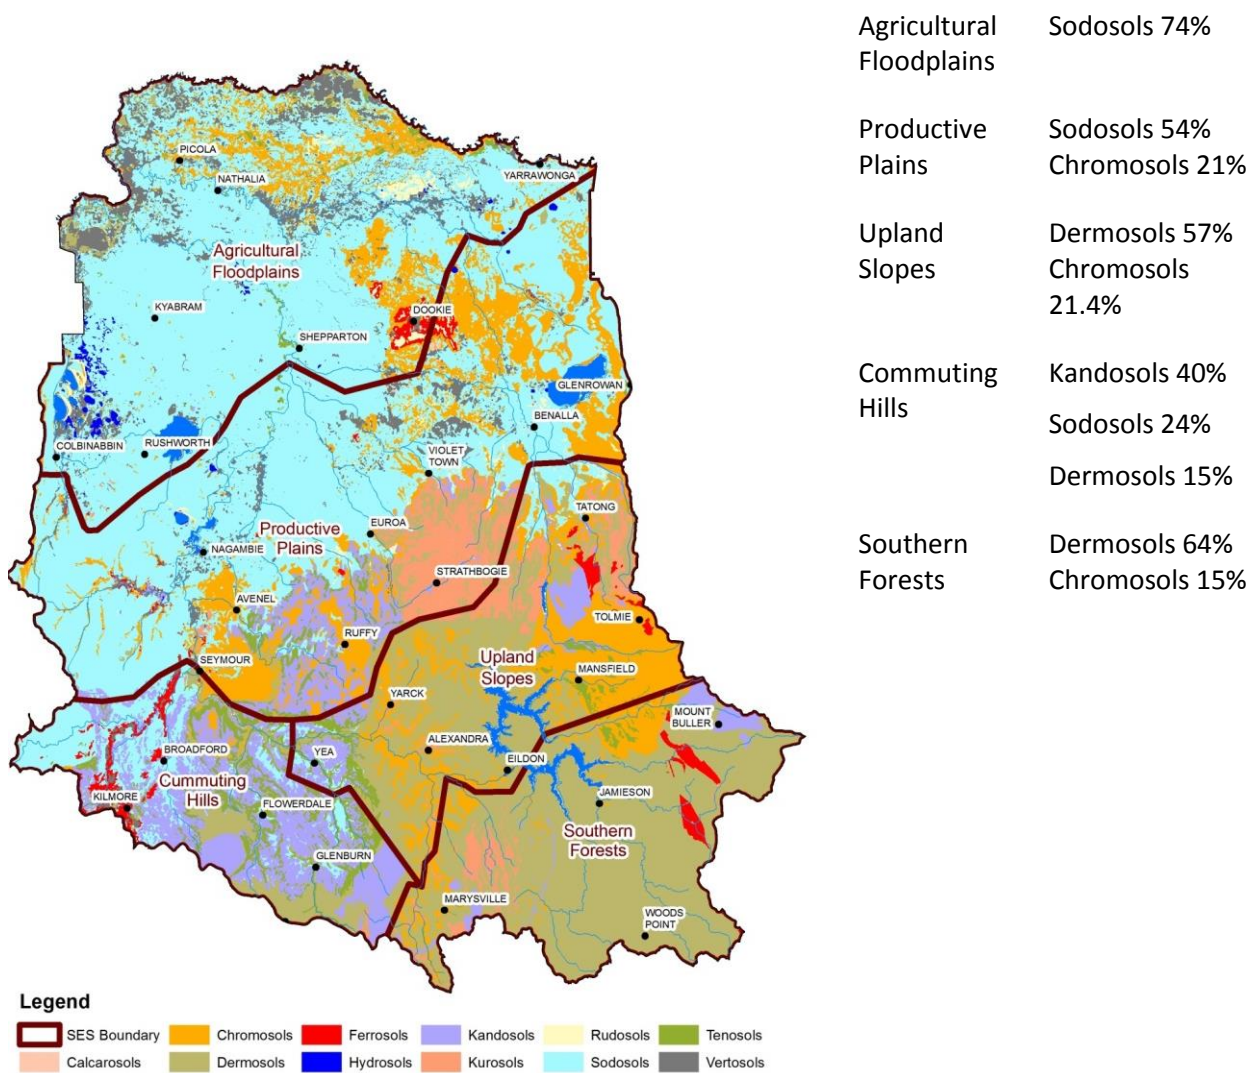 Agricultural Floodplains
Sodosols 74%
Productive Plains
Sodosols 54%
Chromosols 21%
Upland Slopes
Dermosols 57%
Chromosols
21.4%
Commuting Hills
Kandosols 40%
Sodosols 24%
Dermosols 15%
Southern Forests
Dermosols 64%
Chromosols 15%
PICOLA
NATHALIA
YARRAWONGA
Agricultural
Floodplains
KYABRAM
DOOKIE
SHEPPARTON
GLENROWAN
BENALLA
COLBINABBIN
RUSHWORTH
VIOLET
TOWN
TATONG
EUROA
Productive
Plains
NAGAMBIE
STRATHBOGIE
AVENEL
TOLMIE
RUFFY
Upland
Slopes
SEYMOUR
MANSFIELD
YARCK
MOUNT
BULLER
ALEXANDRA
BROADFORD
YEA
EILDON
Cummuting
Hills
KILMORE
FLOWERDALE
JAMIESON
Southern
Forests
GLENBURN
MARYSVILLE
WOODS
POINT
Legend
SES Boundary
Chromosols
Ferrosols
Kandosols
Rudosols
Tenosols
Calcarosols
Dermosols
Hydrosols
Kurosols
Sodosols
Vertosols